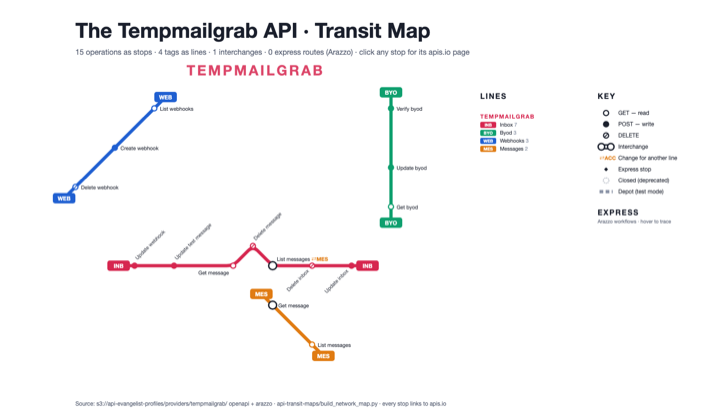 The Tempmailgrab API · Transit Map
15 operations as stops · 4 tags as lines · 1 interchanges · 0 express routes (Arazzo) · click any stop for its apis.io page
TEMPMAILGRAB
WEB
List webhooks
Create webhook
Delete webhook
WEB
BYO
Verify byod
Update byod
Get byod
BYO
INB
Update webhook
Update test message
Get message
Delete message
List messages ⇄MES
Delete inbox
Update inbox
INB
MES
Get message
List messages
MES
LINES
TEMPMAILGRAB
INB Inbox 7
BYO Byod 3
WEB Webhooks 3
MES Messages 2
KEY
GET — read
POST — write
DELETE
Interchange
⇄ACC Change for another line
Express stop
Closed (deprecated)
Depot (test mode)
EXPRESS
Arazzo workflows · hover to trace
Source: s3://api-evangelist-profiles/providers/tempmailgrab/ openapi + arazzo · api-transit-maps/build_network_map.py · every stop links to apis.io